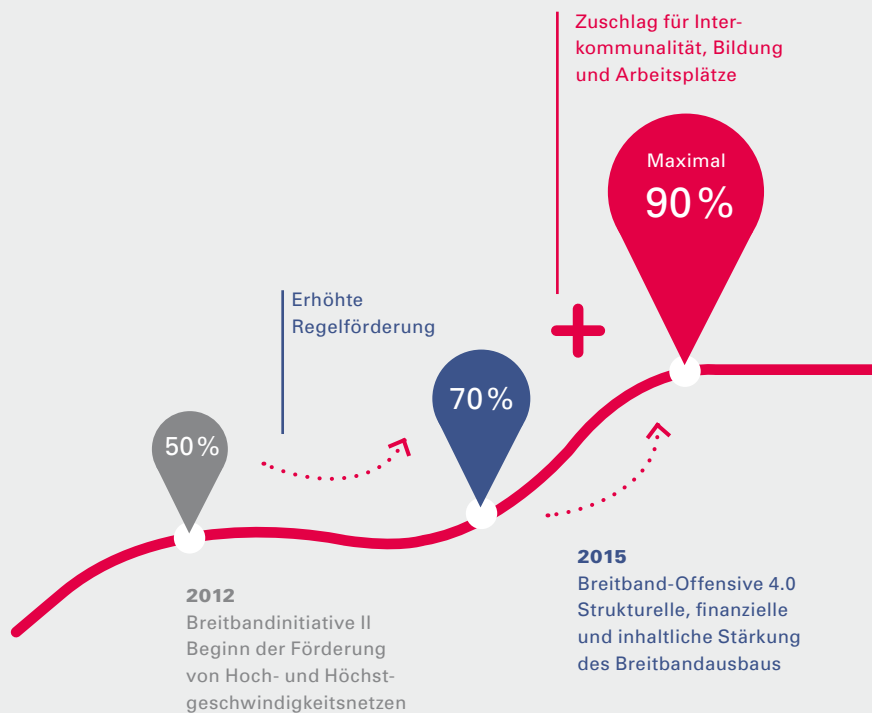 Zuschlag für Inter-
kommunalität, Bildung
und Arbeitsplätze
Maximal
90 %
Erhöhte
Regelförderung
70 %
50 %
2012
Breitbandinitiative II
Beginn der Förderung
von Hoch- und Höchst-
geschwindigkeitsnetzen
2015
Breitband-Offensive 4.0
Strukturelle, finanzielle
und inhaltliche Stärkung
des Breitbandausbaus